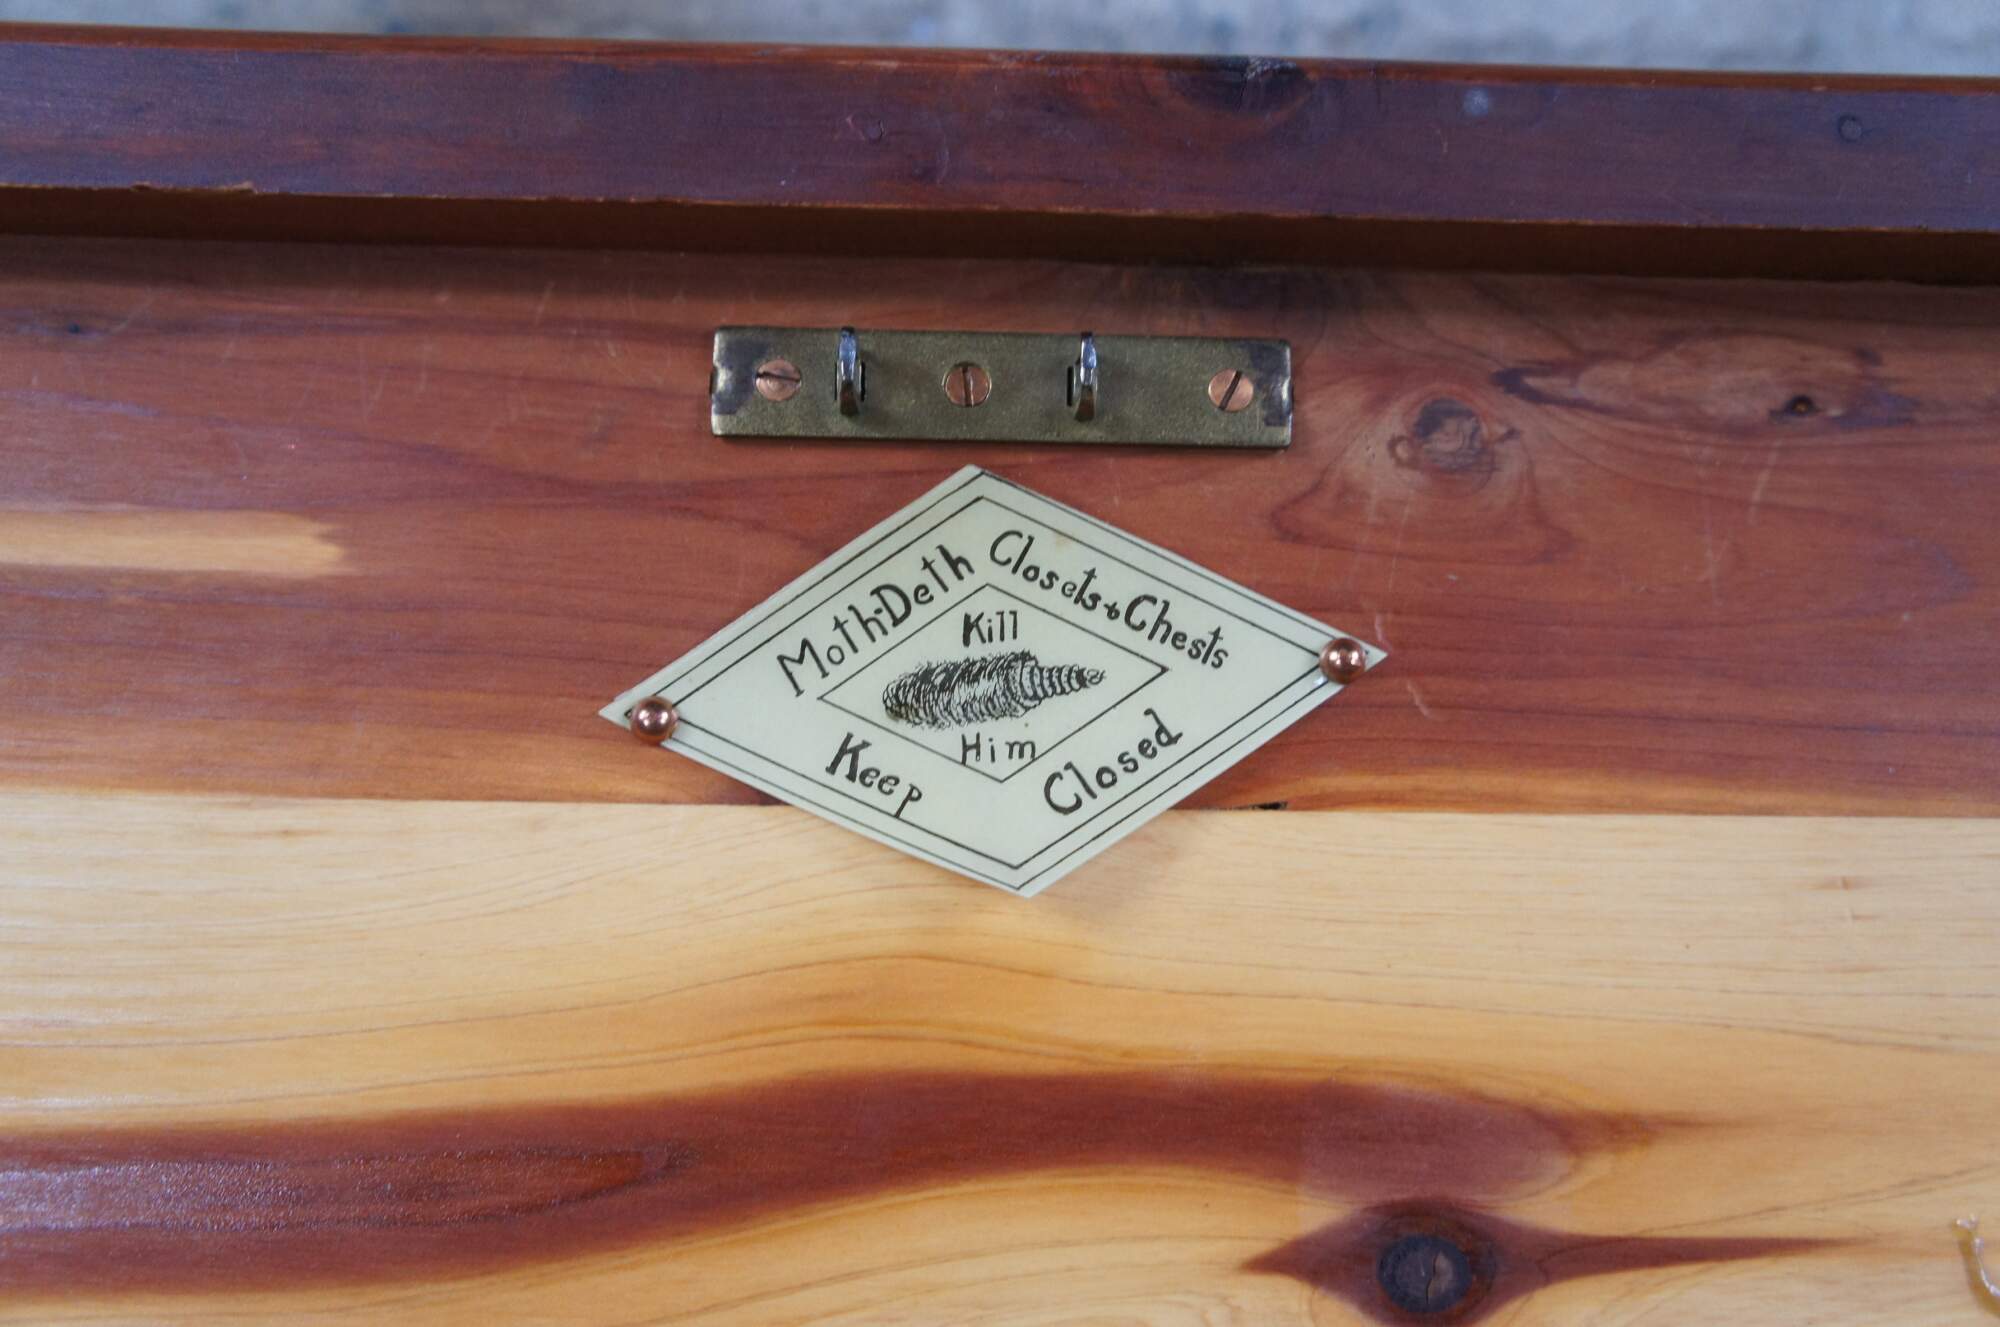 Moth-Deth Closets & Chests
Kill
Him
Keep Closed